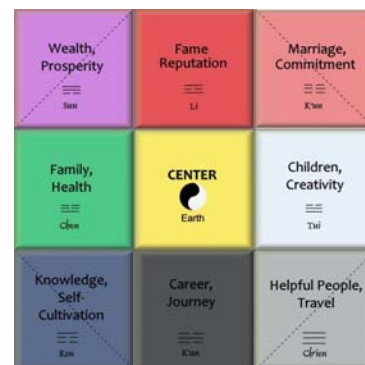 Wealth,
Prosperity
Sun
Fame
Reputation
Li
Marriage,
Commitment
K'un
Family,
Health
Chen
CENTER
Earth
Children,
Creativity
Tui
Knowledge,
Self-
Cultivation
Ken
Career,
Journey
K'an
Helpful People,
Travel
Ch'ien